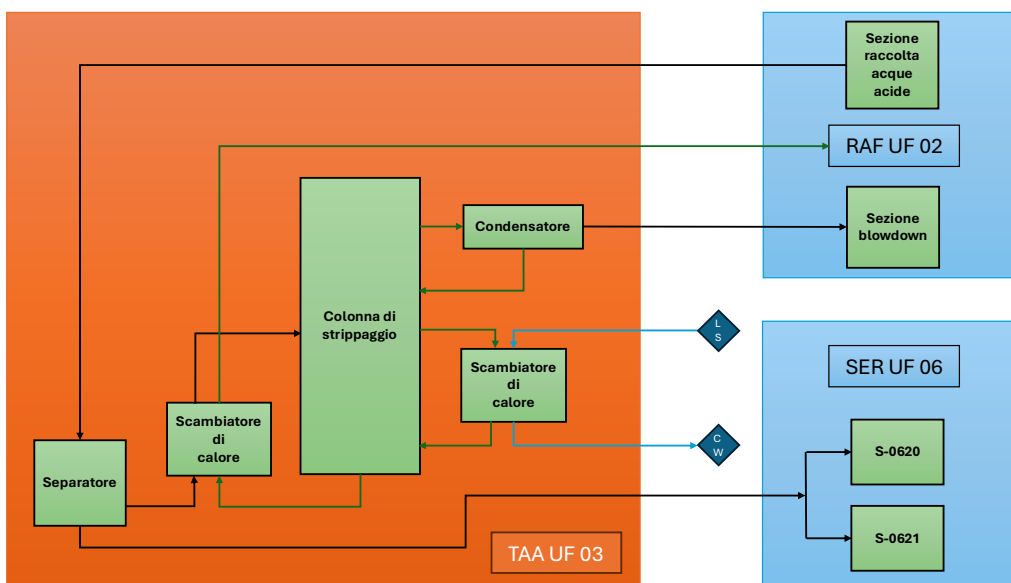 Sezione
raccolta
acque
acide
RAF UF 02
Sezione
blowdown
Condensatore
Colonna di
strippaggio
L
S
Scambiatore
di
calore
SER UF 06
Scambiatore
di
calore
C
W
S-0620
Separatore
S-0621
TAA UF 03